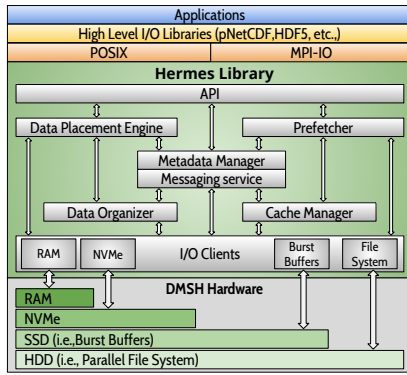 Applications
High Level I/O Libraries (pNetCDF,HDF5, etc.,)
POSIX MPI-IO
Hermes Library
API
Data Placement Engine Prefetcher
Metadata Manager
Messaging service
Data Organizer Cache Manager
RAM NVMe I/O Clients Burst Buffers File System
DMSH Hardware
RAM
NVMe
SSD (i.e.,Burst Buffers)
HDD (i.e., Parallel File System)